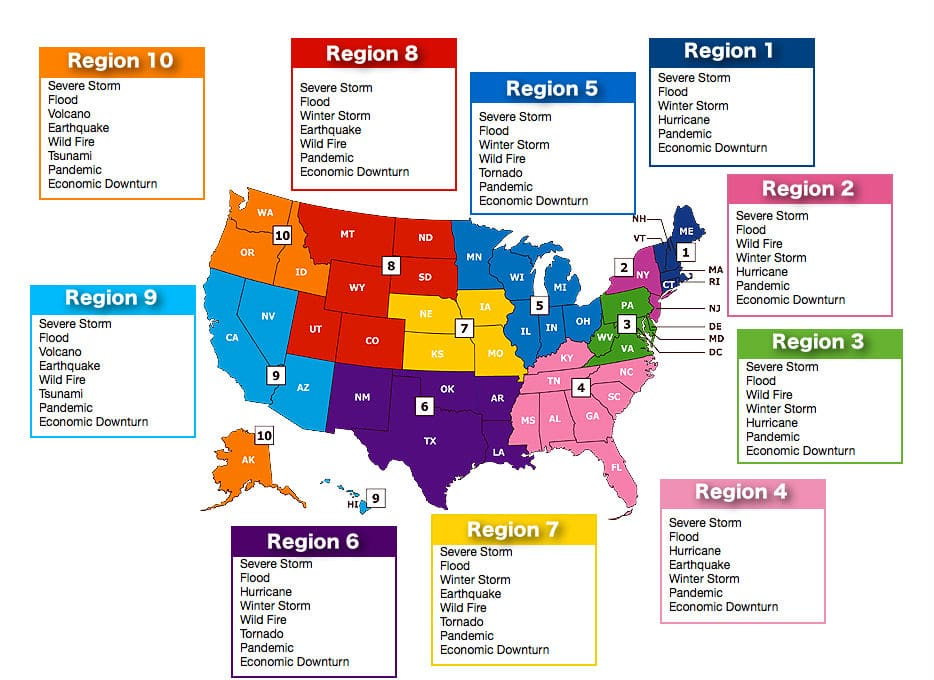 Region 10
Severe Storm
Flood
Volcano
Earthquake
Wild Fire
Tsunami
Pandemic
Economic Downturn
Region 8
Severe Storm
Flood
Winter Storm
Earthquake
Wild Fire
Pandemic
Economic Downturn
Region 5
Severe Storm
Flood
Winter Storm
Wild Fire
Tornado
Pandemic
Economic Downturn
Region 1
Severe Storm
Flood
Winter Storm
Hurricane
Pandemic
Economic Downturn
Region 2
Severe Storm
Flood
Wild Fire
Winter Storm
Hurricane
Pandemic
Economic Downturn
Region 9
Severe Storm
Flood
Volcano
Earthquake
Wild Fire
Tsunami
Pandemic
Economic Downturn
Region 3
Severe Storm
Flood
Wild Fire
Winter Storm
Hurricane
Pandemic
Economic Downturn
Region 4
Severe Storm
Flood
Hurricane
Earthquake
Winter Storm
Pandemic
Economic Downturn
Region 6
Severe Storm
Flood
Hurricane
Winter Storm
Wild Fire
Tornado
Pandemic
Economic Downturn
Region 7
Severe Storm
Flood
Winter Storm
Earthquake
Wild Fire
Tornado
Pandemic
Economic Downturn
WA
10
OR
ID
MT
ND
8
SD
WY
UT
CO
MN
WI
MI
5
IL
IN
OH
NH
VT
ME
1
MA
RI
CT
2
NY
NJ
PA
3
WV
VA
DE
MD
DC
NE
IA
7
KS
MO
NV
CA
9
AZ
NM
OK
6
AR
TX
LA
KY
TN
4
NC
SC
MS
AL
GA
FL
10
AK
HI
9